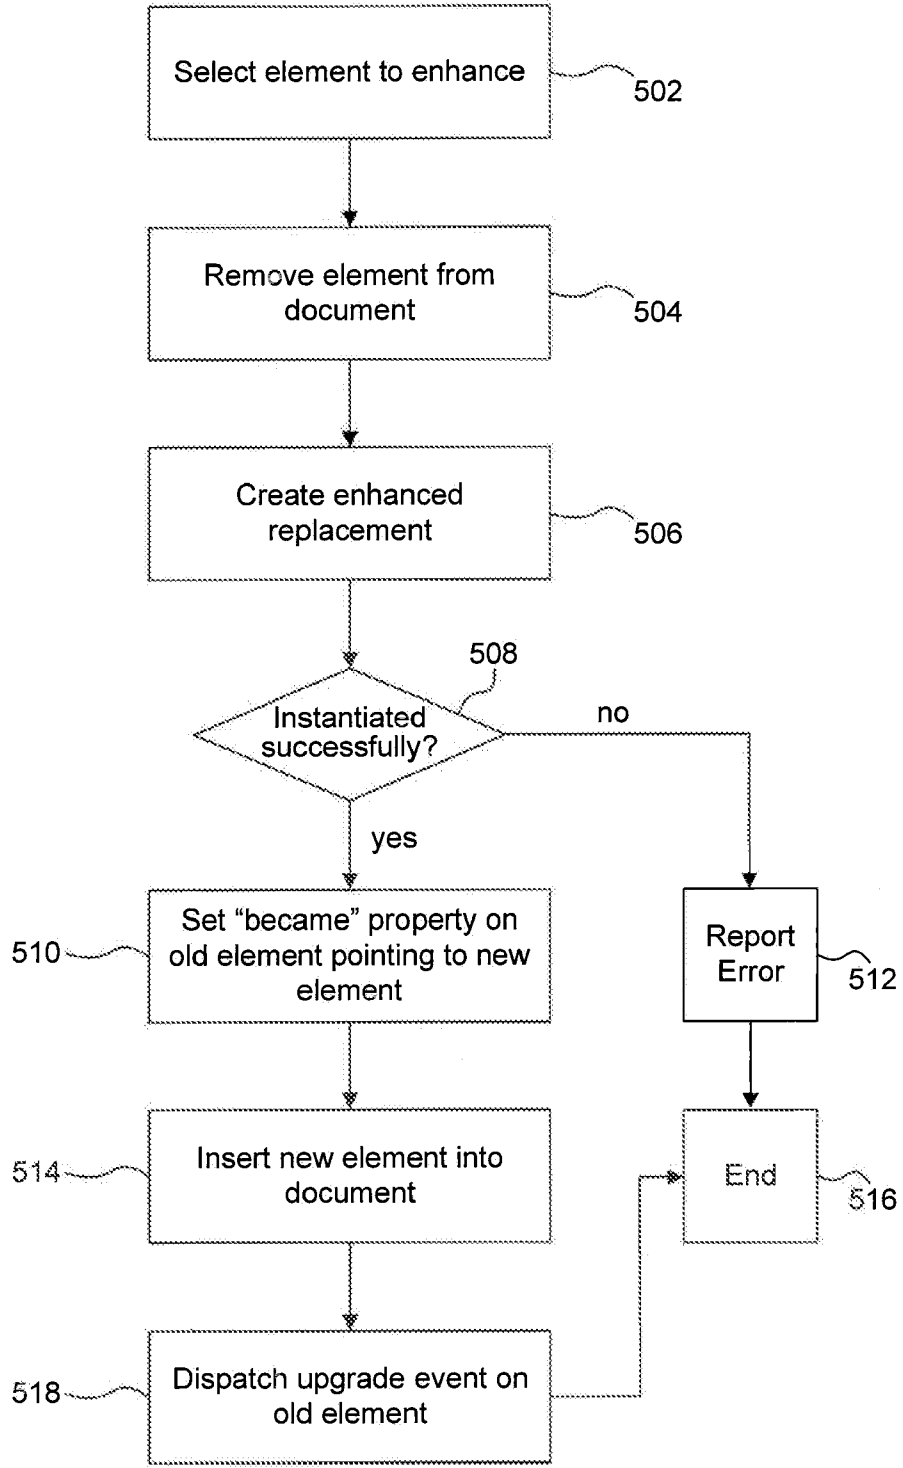 Select element to enhance
502
Remove element from
document
504
Create enhanced
replacement
506
508
Instantiated
successfully?
no
yes
510
Set “became” property on
old element pointing to new
element
Report
Error
512
514
Insert new element into
document
End
516
518
Dispatch upgrade event on
old element